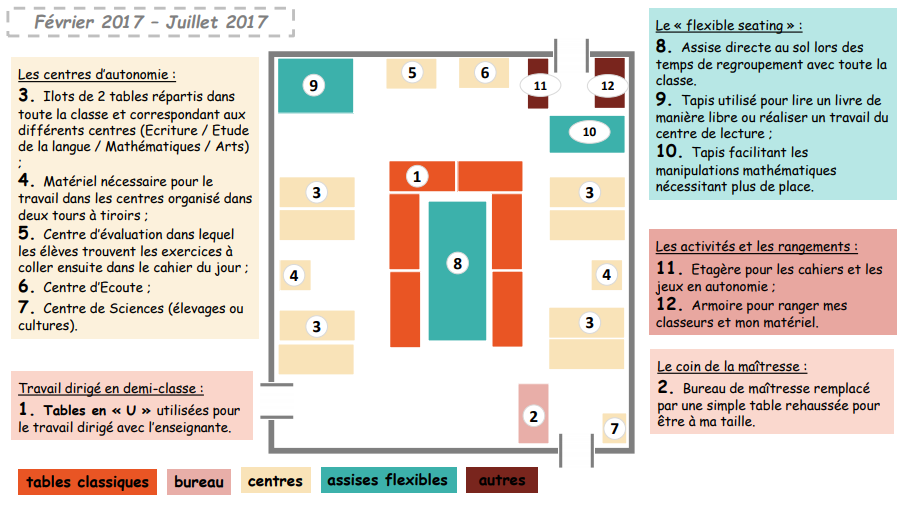 Février 2017 – Juillet 2017
Les centres d'autonomie :
3. Ilots de 2 tables répartis dans
toute la classe et correspondant aux
différents centres (Ecriture / Etude
de la langue / Mathématiques / Arts)
;
4. Matériel nécessaire pour le
travail dans les centres organisé dans
deux tours à tiroirs ;
5. Centre d'évaluation dans lequel
les élèves trouvent les exercices à
coller ensuite dans le cahier du jour ;
6. Centre d'Ecoute ;
7. Centre de Sciences (élevages ou
cultures).
Travail dirigé en demi-classe :
1. Tables en « U » utilisées pour
le travail dirigé avec l'enseignante.
9
5
6
11
12
10
1
3
3
8
4
4
3
3
2
7
Le « flexible seating » :
8. Assise directe au sol lors des
temps de regroupement avec toute la
classe.
9. Tapis utilisé pour lire un livre de
manière libre ou réaliser un travail du
centre de lecture ;
10. Tapis facilitant les
manipulations mathématiques
nécessitant plus de place.
Les activités et les rangements :
11. Etagère pour les cahiers et les
jeux en autonomie ;
12. Armoire pour ranger mes
classeurs et mon matériel.
Le coin de la maîtresse :
2. Bureau de maîtresse remplacé
par une simple table rehaussée pour
être à ma taille.
tables classiques
bureau
centres
assises flexibles
autres